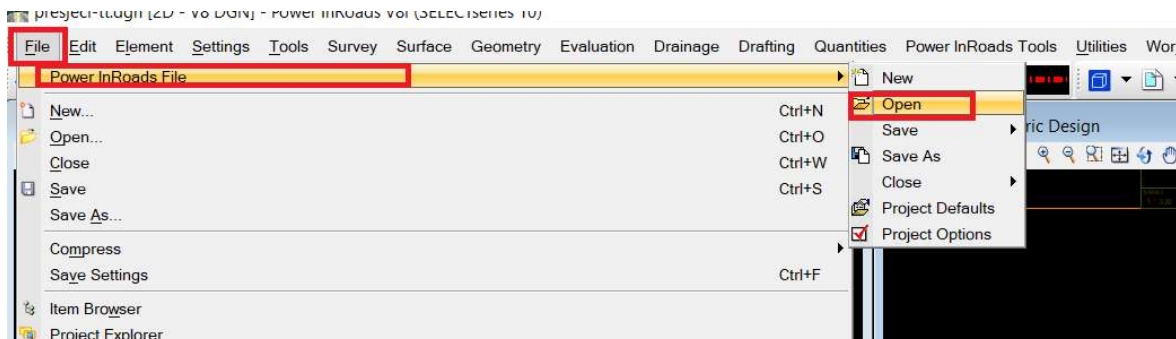 presjeci-tl.dgn [2D - V8 DGN] - Power InRoads V8i (SELECTseries 10)
File Edit Element Settings Tools Survey Surface Geometry Evaluation Drainage Drafting Quantities Power InRoads Tools Utilities Wor
Power InRoads File
New... Ctrl+N
Open... Ctrl+O
Close Ctrl+W
Save Ctrl+S
Save As...
Compress
Save Settings Ctrl+F
Item Browser
Project Explorer
New
Open
Save
Save As
Close
Project Defaults
Project Options
ric Design